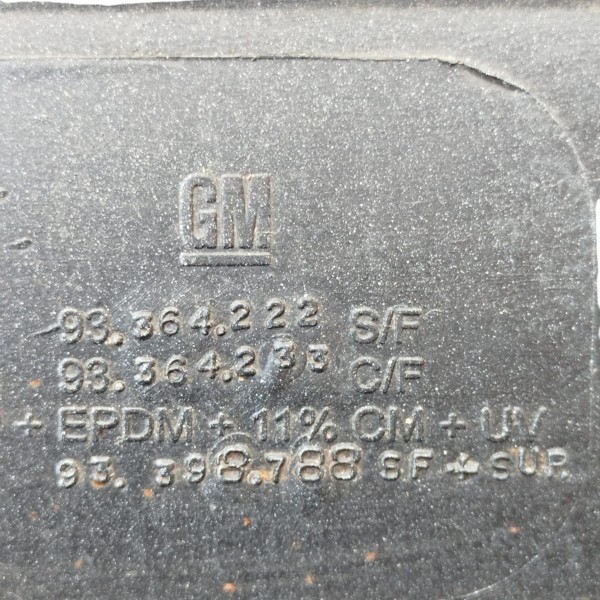 GM
93.364.222 S/F
93.364.233 C/F
+ EPDM + 11% CM + UV
93.398.788 SF + SUP.